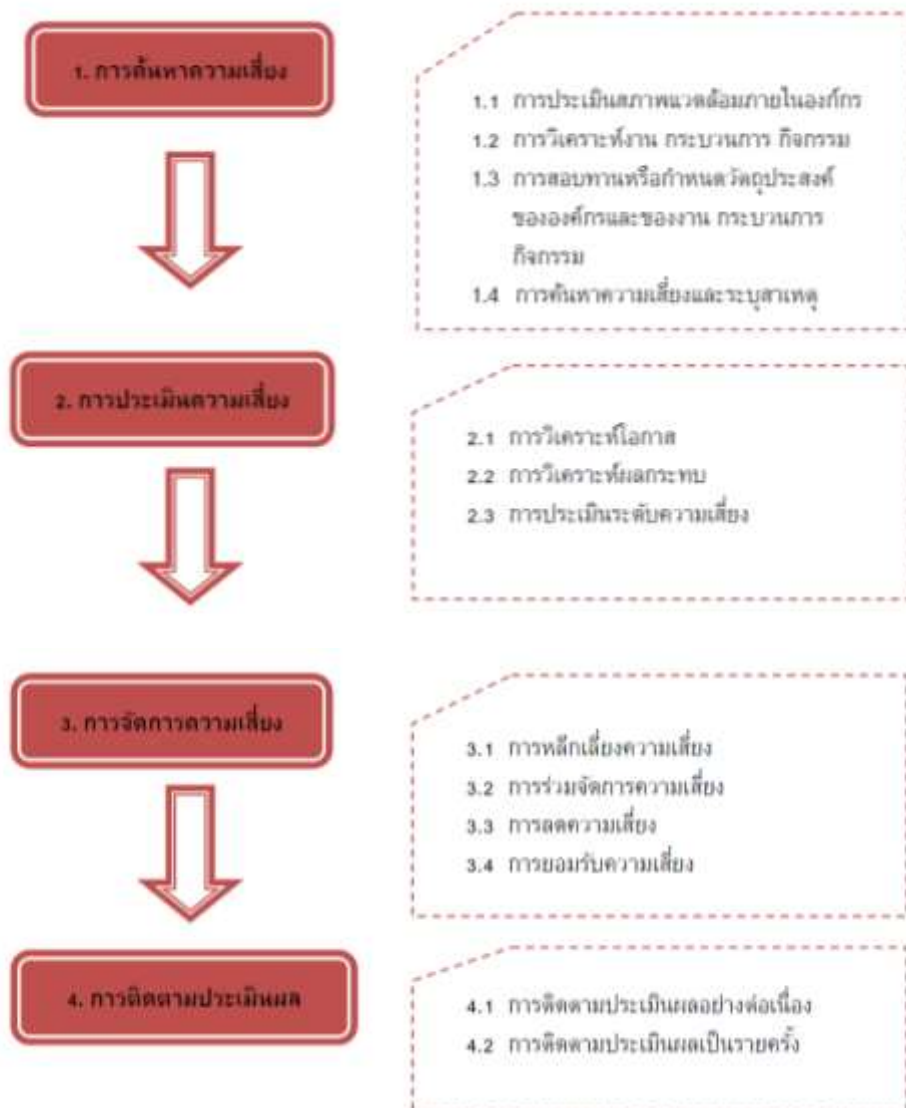 1. การค้นหาความเสี่ยง
1.1 การประเมินสภาพแวดล้อมภายในองค์กร
1.2 การวิเคราะห์งาน กระบวนการ กิจกรรม
1.3 การสอบทานหรือกำหนดวัตถุประสงค์
ขององค์กรและของงาน กระบวนการ
กิจกรรม
1.4 การค้นหาความเสี่ยงและระบุสาเหตุ
2. การประเมินความเสี่ยง
2.1 การวิเคราะห์โอกาส
2.2 การวิเคราะห์ผลกระทบ
2.3 การประเมินระดับความเสี่ยง
3. การจัดการความเสี่ยง
3.1 การหลีกเลี่ยงความเสี่ยง
3.2 การร่วมจัดการความเสี่ยง
3.3 การลดความเสี่ยง
3.4 การยอมรับความเสี่ยง
4. การติดตามประเมินผล
4.1 การติดตามประเมินผลอย่างต่อเนื่อง
4.2 การติดตามประเมินผลเป็นรายครั้ง